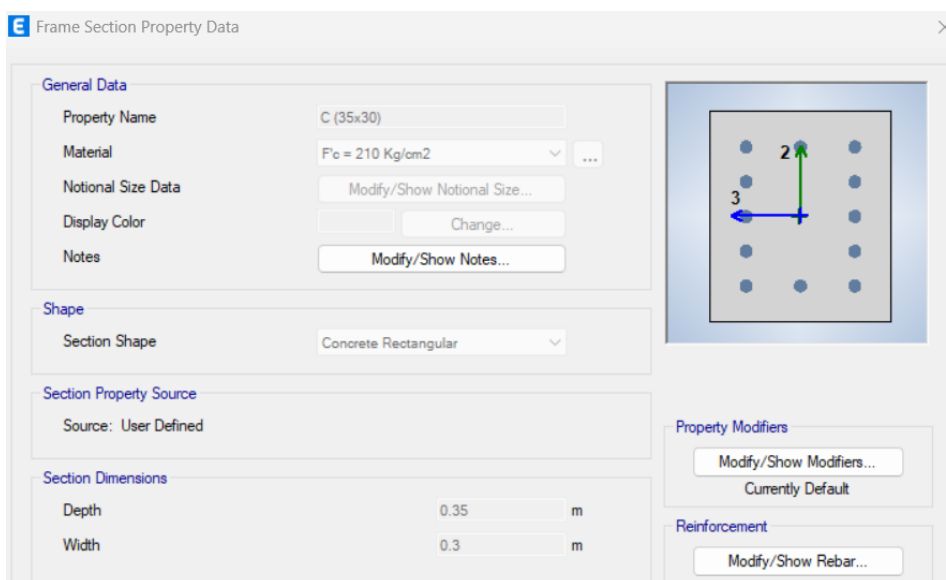 E Frame Section Property Data
General Data
Property Name C (35x30)
Material F'c = 210 Kg/cm2 ...
Notional Size Data Modify/Show Notional Size...
Display Color Change...
Notes Modify/Show Notes...
2
3
Shape
Section Shape Concrete Rectangular
Section Property Source
Source: User Defined
Property Modifiers
Modify/Show Modifiers...
Currently Default
Section Dimensions
Depth 0.35 m
Width 0.3 m
Reinforcement
Modify/Show Rebar...